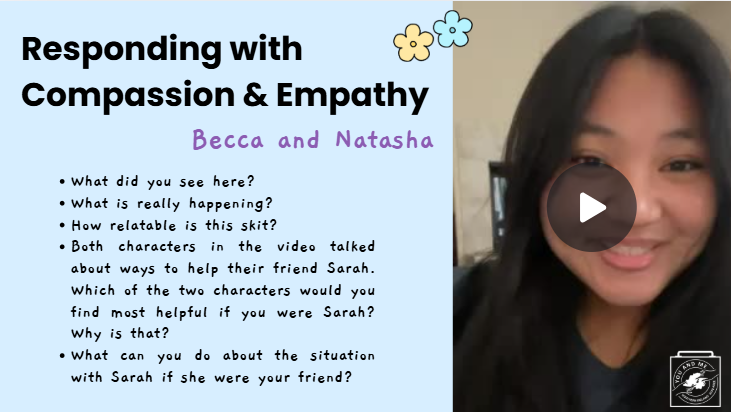 Responding with
Compassion & Empathy
Becca and Natasha
• What did you see here?
• What is really happening?
• How relatable is this skit?
• Both characters in the video talked
about ways to help their friend Sarah.
Which of the two characters would you
find most helpful if you were Sarah?
Why is that?
• What can you do about the situation
with Sarah if she were your friend?
YOU AND ME